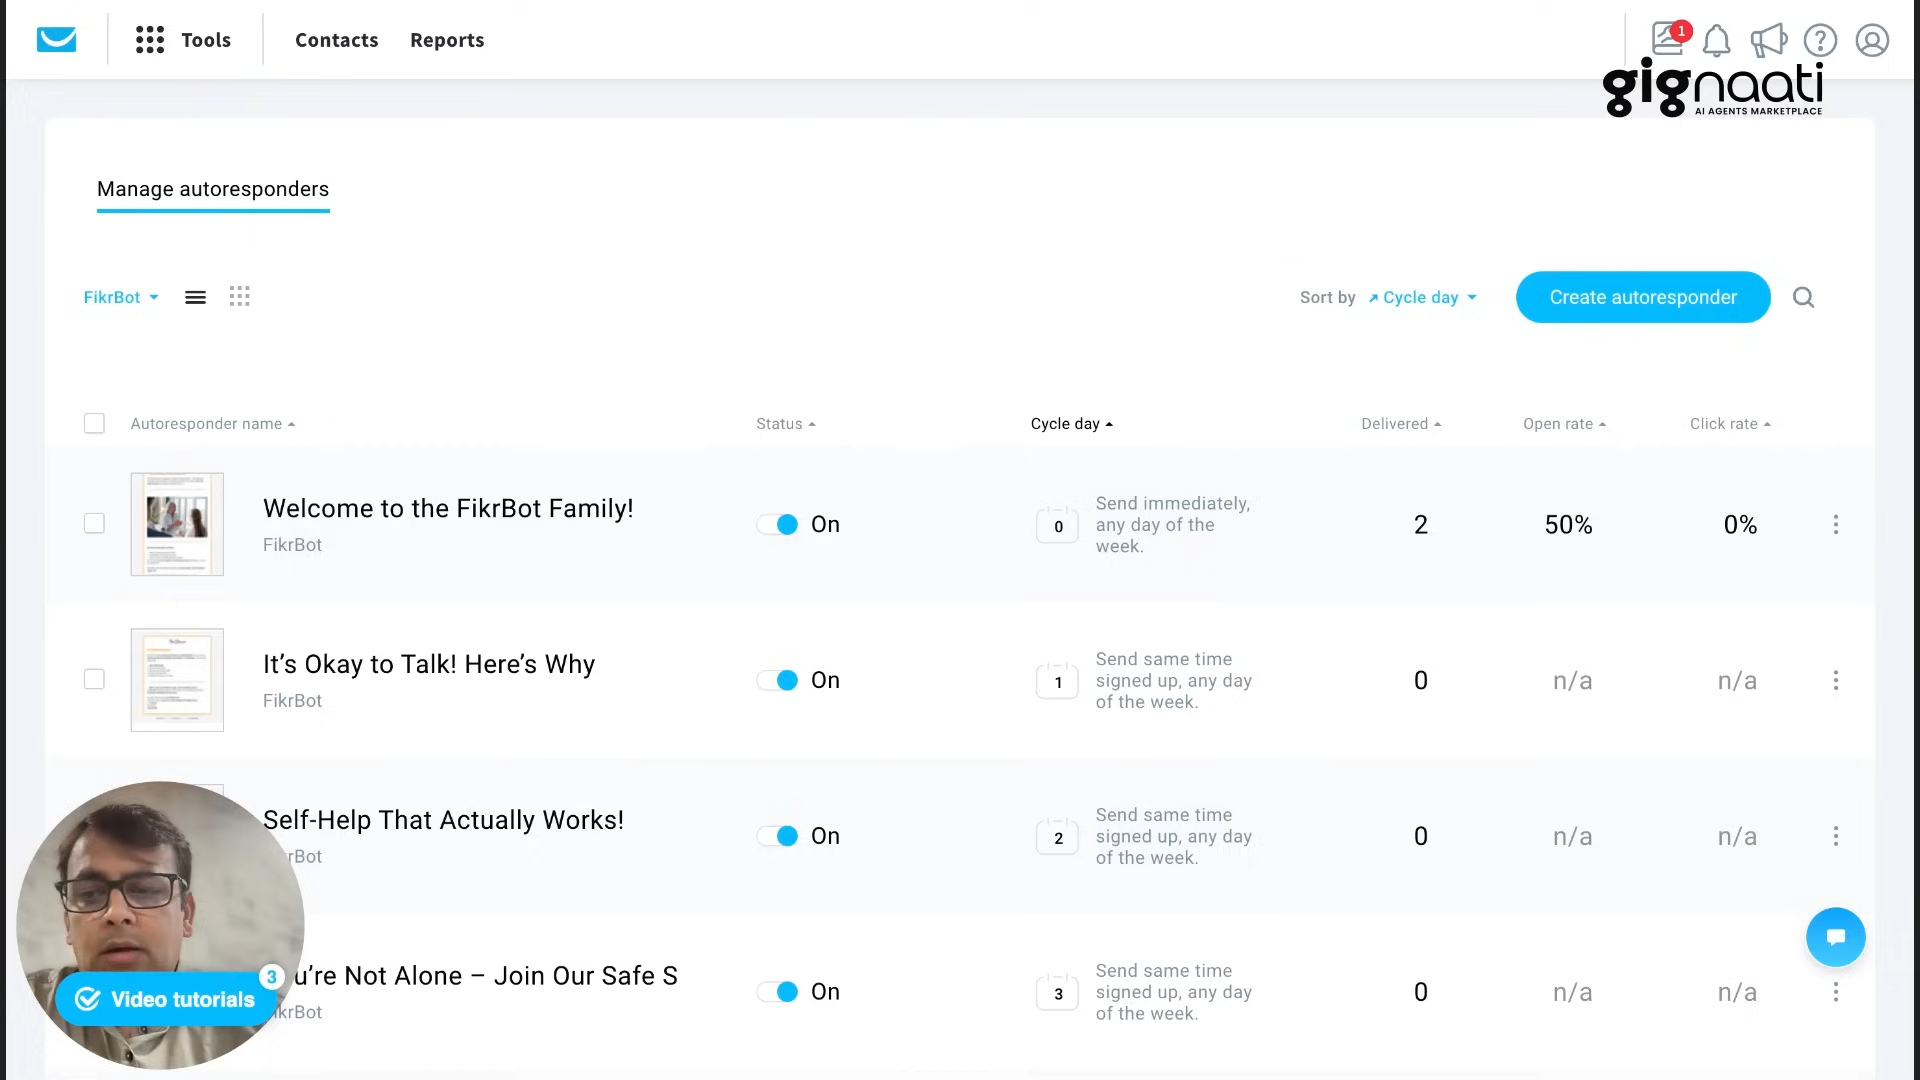 Tools
Contacts
Reports
1
gignaati
AI AGENTS MARKETPLACE
Manage autoresponders
FikrBot
Sort by
Cycle day
Create autoresponder
Autoresponder name
Status
Cycle day
Delivered
Open rate
Click rate
Welcome to the FikrBot Family!
FikrBot
On
0
Send immediately,
any day of the
week.
2
50%
0%
It’s Okay to Talk! Here’s Why
FikrBot
On
1
Send same time
signed up, any day
of the week.
0
n/a
n/a
Self-Help That Actually Works!
rBot
On
2
Send same time
signed up, any day
of the week.
0
n/a
n/a
u’re Not Alone – Join Our Safe S
krBot
On
3
Send same time
signed up, any day
of the week.
0
n/a
n/a
Video tutorials
3